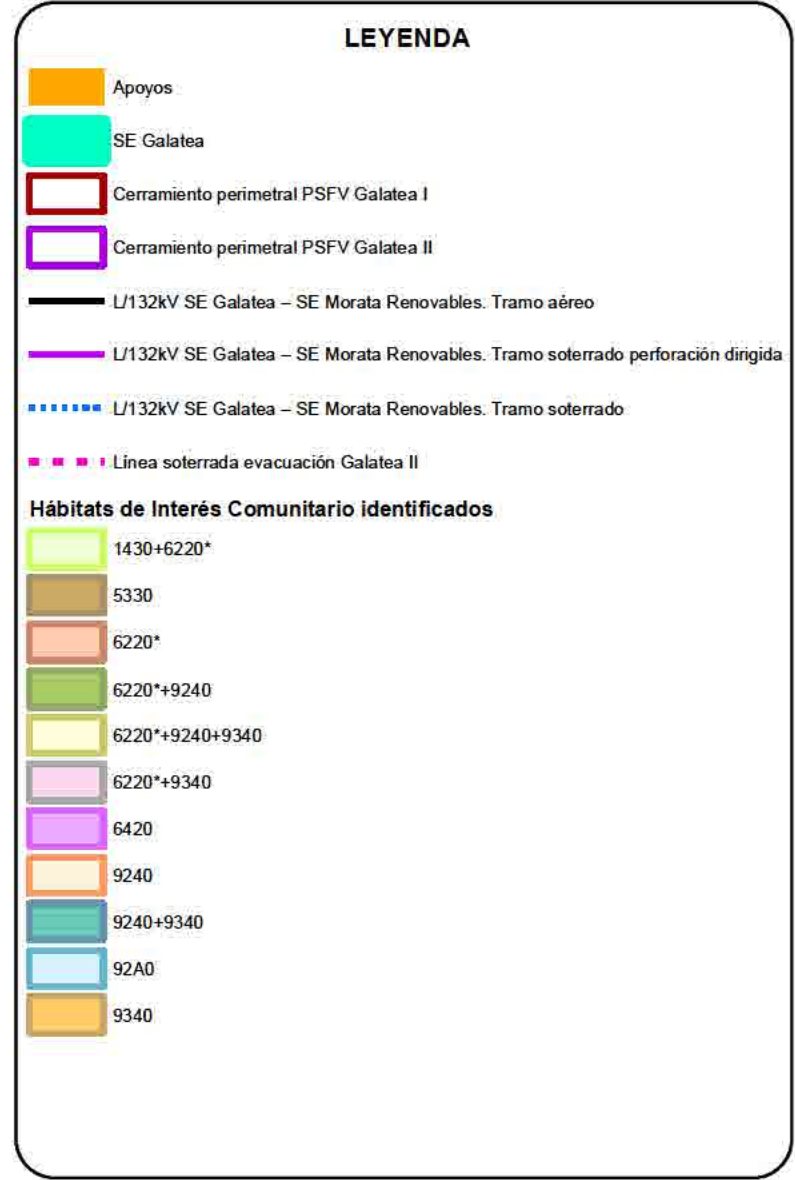 LEYENDA
Apoyos
SE Galatea
Cerramiento perimetral PSFV Galatea I
Cerramiento perimetral PSFV Galatea II
L/132kV SE Galatea – SE Morata Renovables. Tramo aéreo
L/132kV SE Galatea – SE Morata Renovables. Tramo soterrado perforación dirigida
L/132kV SE Galatea – SE Morata Renovables. Tramo soterrado
Línea soterrada evacuación Galatea II
Hábitats de Interés Comunitario identificados
1430+6220*
5330
6220*
6220*+9240
6220*+9240+9340
6220*+9340
6420
9240
9240+9340
92A0
9340